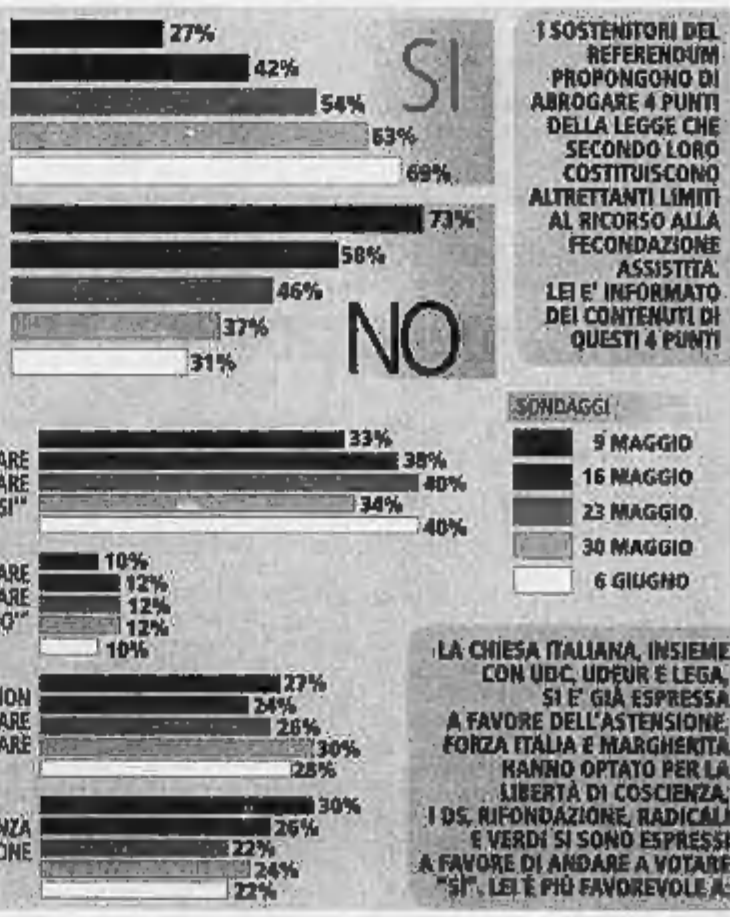 27%
42%
54%
63%
69%
SI
I SOSTENITORI DEL
REFERENDUM
PROPONGONO DI
ABROGARE 4 PUNTI
DELLA LEGGE CHE
SECONDO LORO
COSTITUISCONO
ALTRETTANTI LIMITI
AL RICORSO ALLA
FECONDAZIONE
ASSISTITA.
LEI E' INFORMATO
DEI CONTENUTI DI
QUESTI 4 PUNTI
73%
58%
46%
37%
31%
NO
SONDAGGI:
9 MAGGIO
16 MAGGIO
23 MAGGIO
30 MAGGIO
6 GIUGNO
ARE
ARE
SI"
33%
38%
40%
34%
40%
ARE
ARE
O"
10%
12%
12%
12%
10%
ION
ARE
ARE
27%
24%
26%
30%
28%
NZA
ONE
30%
26%
22%
24%
22%
LA CHIESA ITALIANA, INSIEME
CON UDC, UDEUR E LEGA,
SI E' GIÀ ESPRESSA
A FAVORE DELL'ASTENSIONE,
FORZA ITALIA E MARGHERITA
HANNO OPTATO PER LA
LIBERTÀ DI COSCIENZA,
I DS, RIFONDAZIONE, RADICALI
E VERDI SI SONO ESPRESSI
A FAVORE DI ANDARE A VOTARE
"SÌ". LEI È PIÙ FAVOREVOLE A: